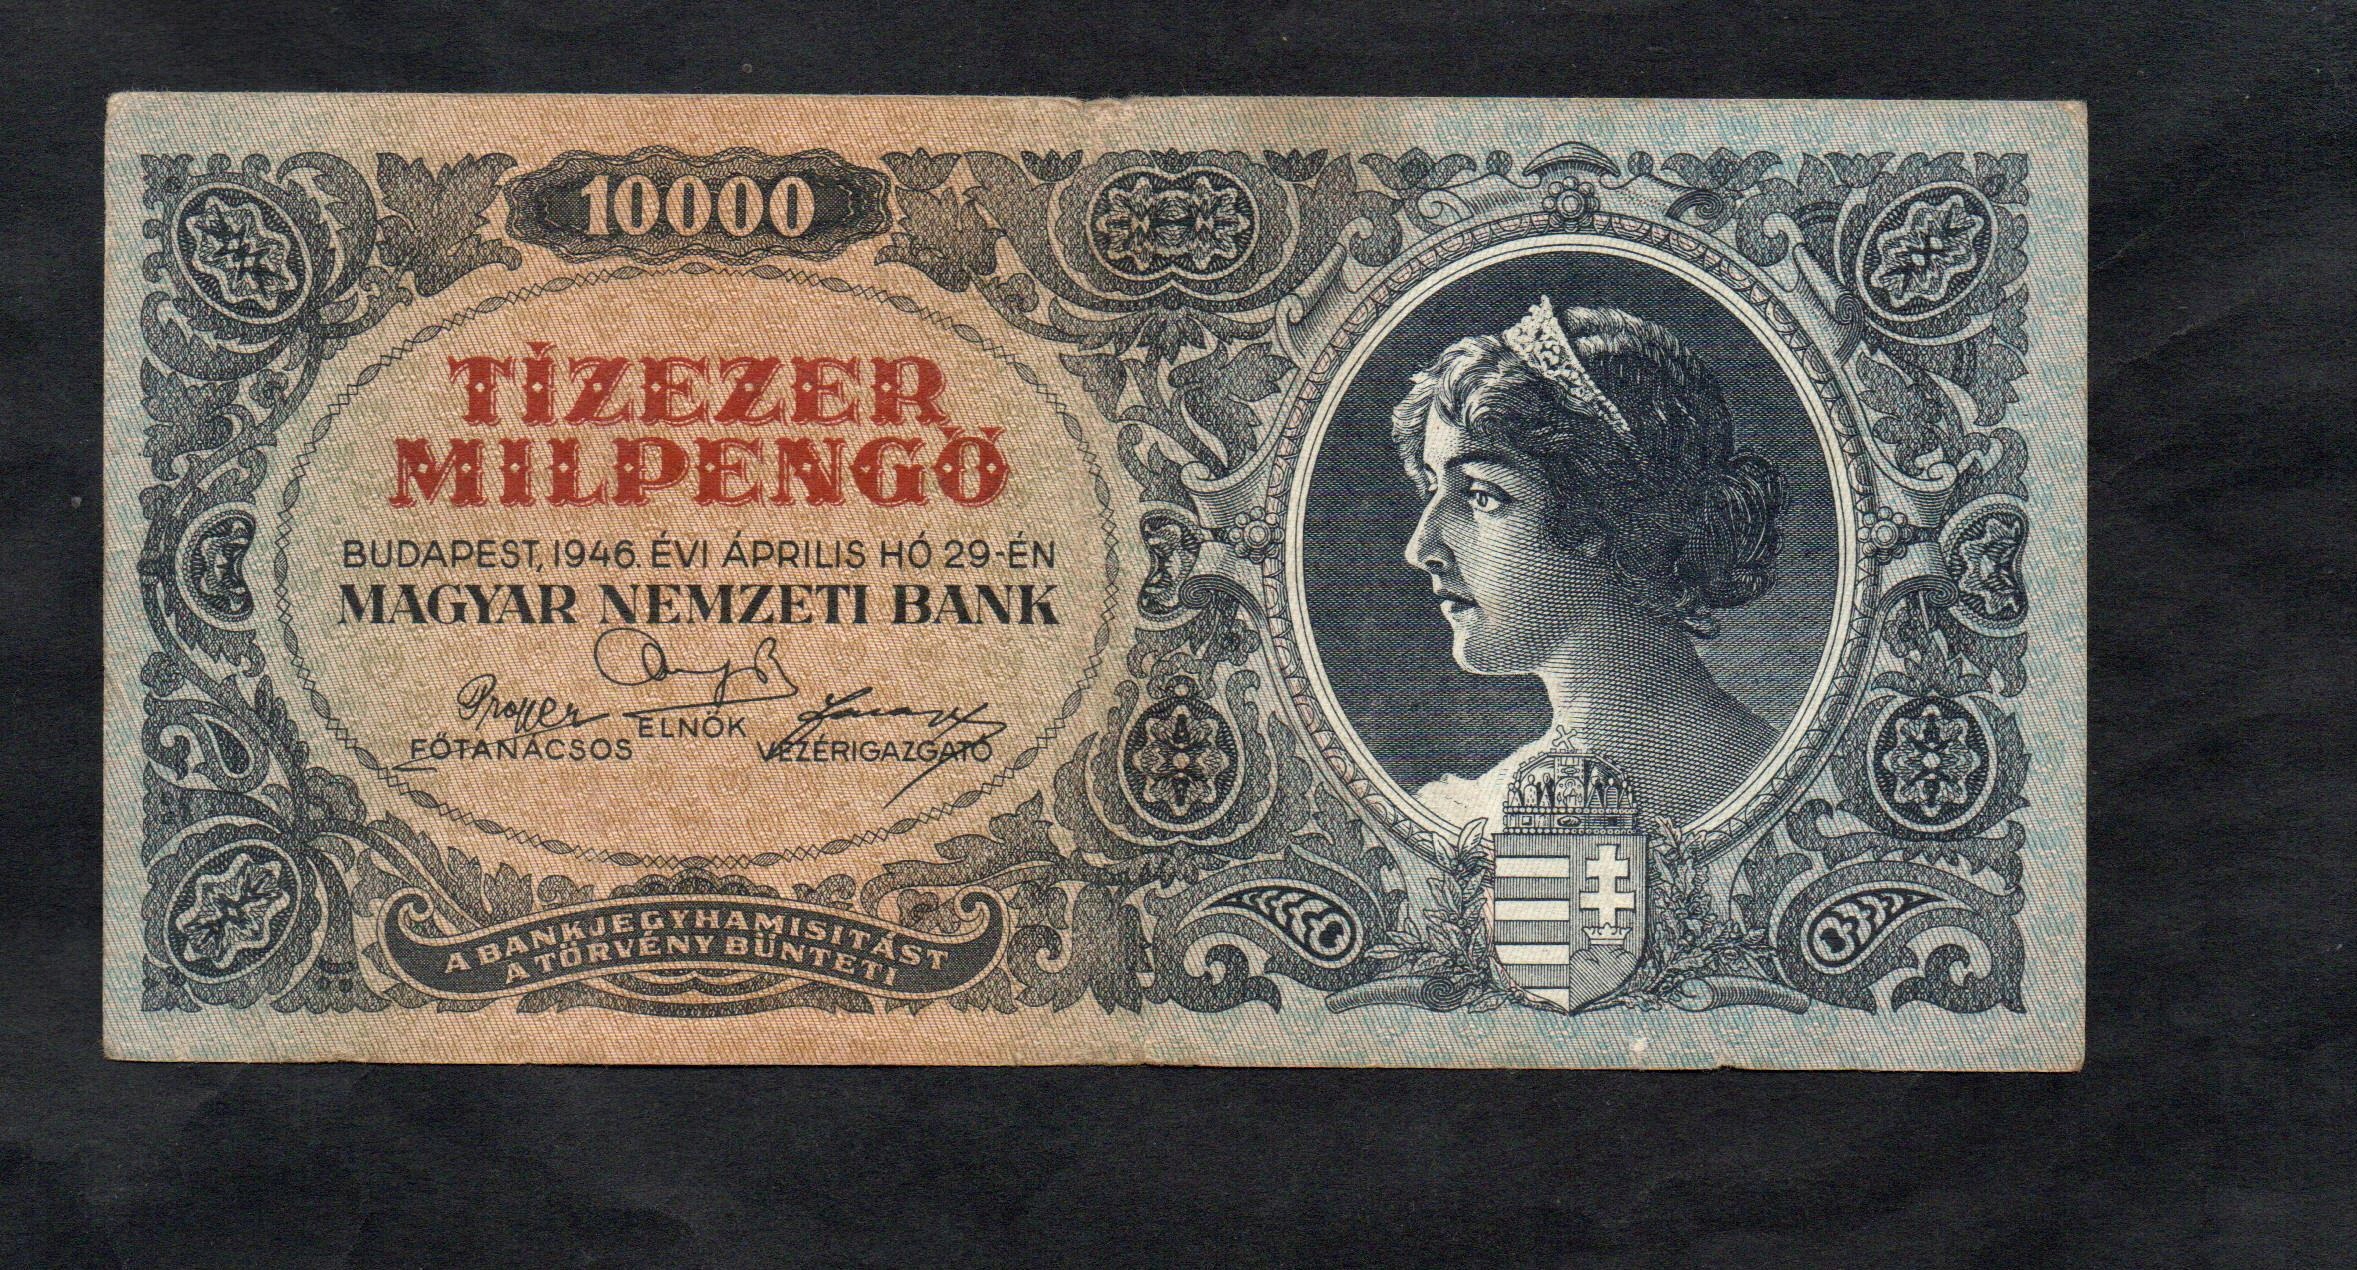 10000
TÍZEZER
MILPENGŐ
BUDAPEST, 1946. ÉVI ÁPRILIS HÓ 29-ÉN
MAGYAR NEMZETI BANK
FŐTANÁCSOS ELNÖK VEZÉRIGAZGATÓ
A BANKJEGYHAMISITÁST
A TÖRVÉNY BÜNTETI